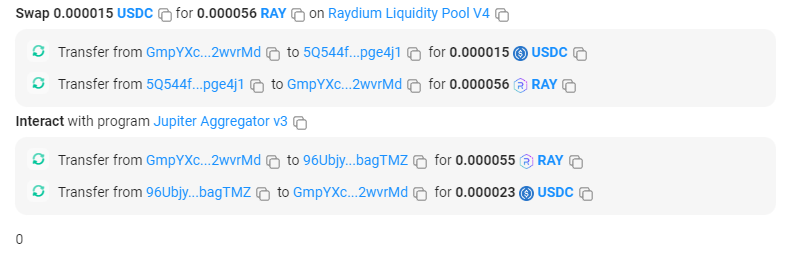 Swap 0.000015 USDC for 0.000056 RAY on Raydium Liquidity Pool V4
Transfer from GmpYXc...2wvrMd to 5Q544f...pge4j1 for 0.000015 USDC
Transfer from 5Q544f...pge4j1 to GmpYXc...2wvrMd for 0.000056 RAY
Interact with program Jupiter Aggregator v3
Transfer from GmpYXc...2wvrMd to 96Ubjy...bagTMZ for 0.000055 RAY
Transfer from 96Ubjy...bagTMZ to GmpYXc...2wvrMd for 0.000023 USDC
0